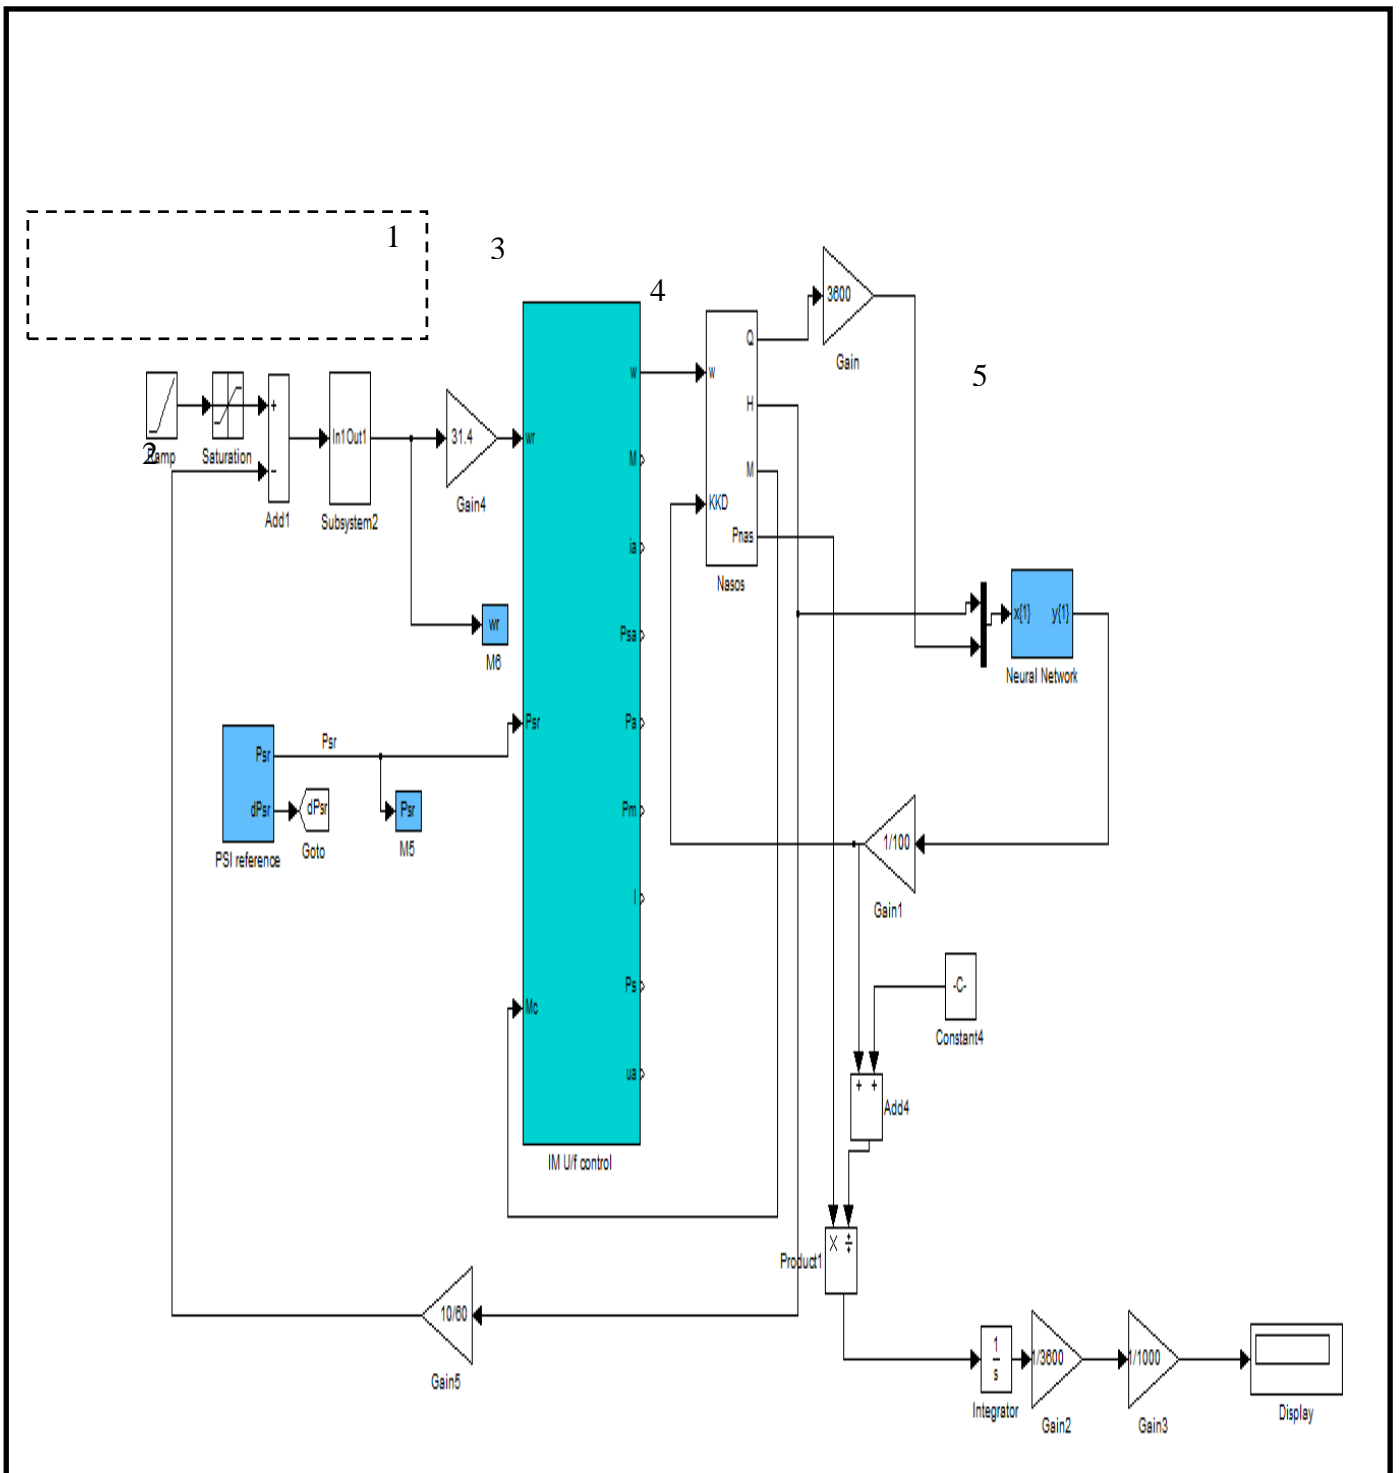 1
3
4
5
2
Ramp
Saturation
+
−
Add1
In1Out1
Subsystem2
31.4
Gain4
wr
M6
Psr
dPsr
PSI reference
Psr
dPsr
Goto
Psr
M5
wr
Psr
Mc
w
M
ia
Psa
Pa
Pm
I
Ps
ua
IM U/f control
w
KKD
Q
H
M
Pnas
Nasos
3600
Gain
x{1}
y{1}
Neural Network
1/100
Gain1
-C-
Constant4
+ +
Add4
× ÷
Product1
10/60
Gain5
1
s
Integrator
1/3600
Gain2
1/1000
Gain3
Display